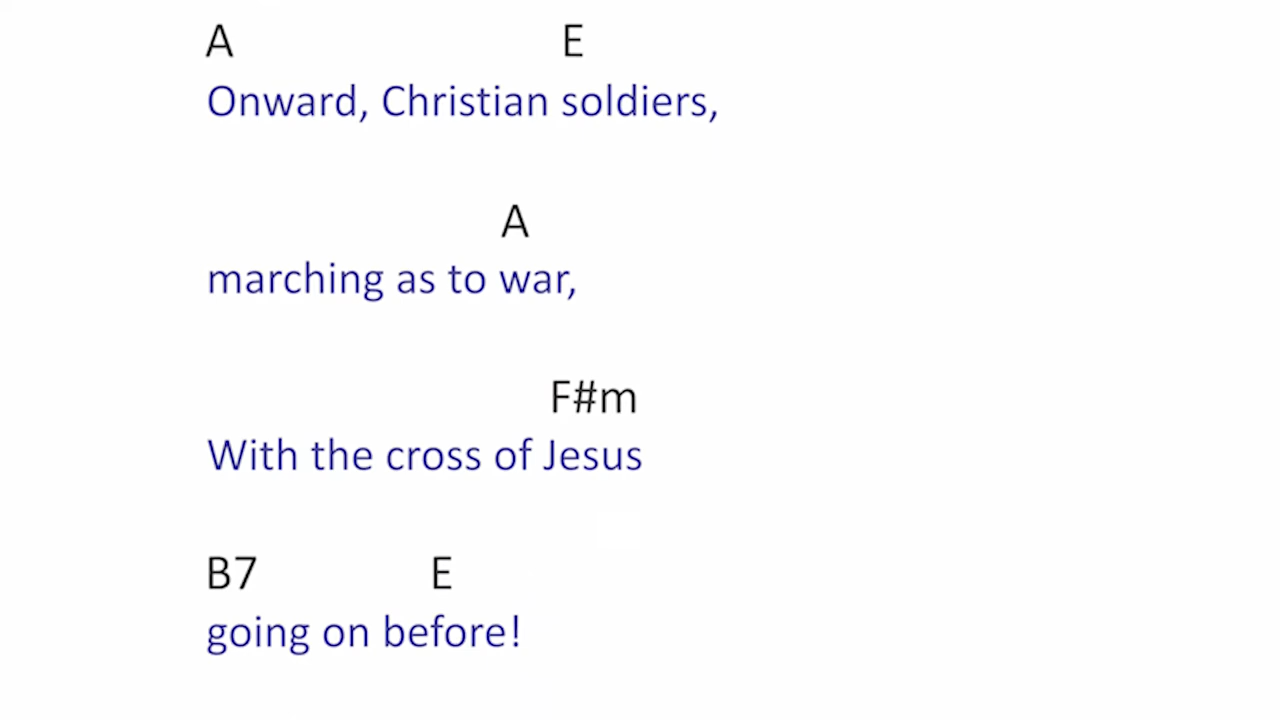 A E
Onward, Christian soldiers,
A
marching as to war,
F#m
With the cross of Jesus
B7 E
going on before!